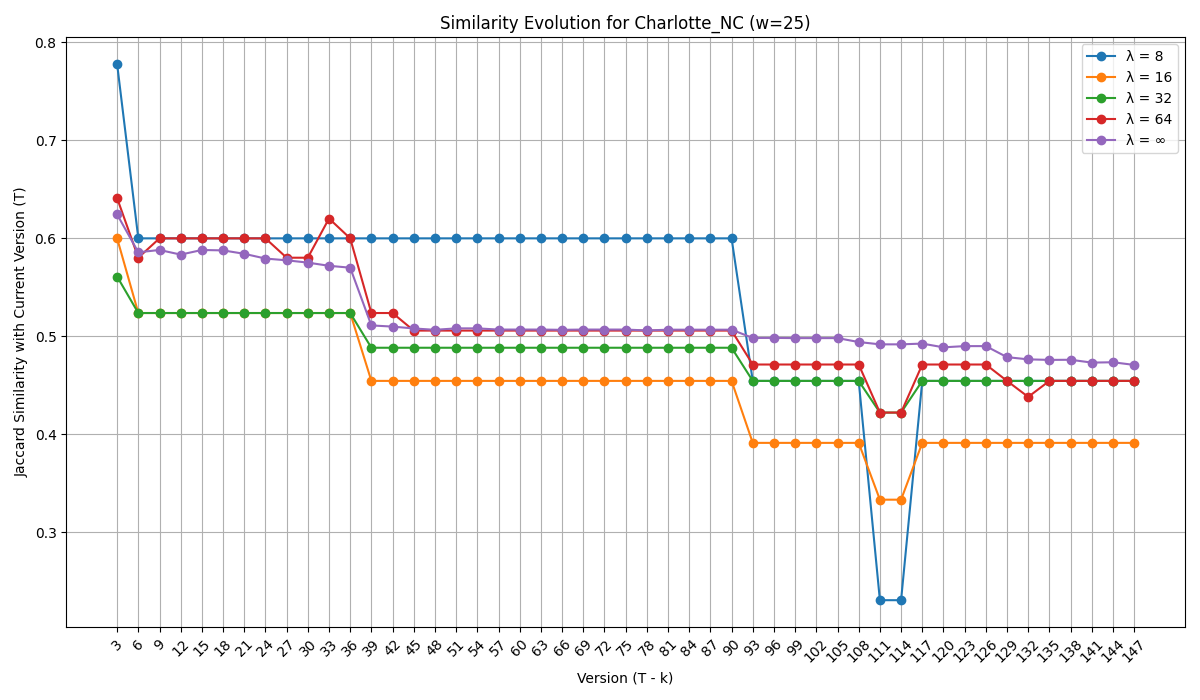 Similarity Evolution for Charlotte_NC (w=25)
Jaccard Similarity with Current Version (T)
0.8
0.7
0.6
0.5
0.4
0.3
λ = 8
λ = 16
λ = 32
λ = 64
λ = ∞
3 6 9 12 15 18 21 24 27 30 33 36 39 42 45 48 51 54 57 60 63 66 69 72 75 78 81 84 87 90 93 96 99 102 105 108 111 114 117 120 123 126 129 132 135 138 141 144 147
Version (T - k)